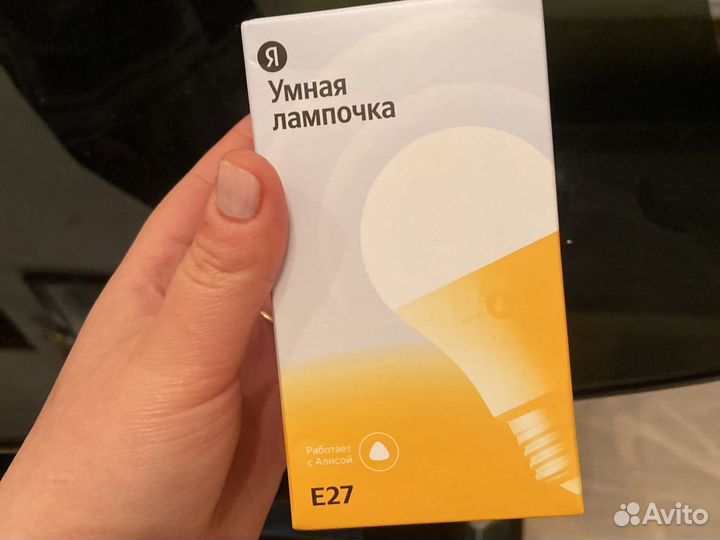 Я
Умная
лампочка
Работает
с Алисой
E27
Avito